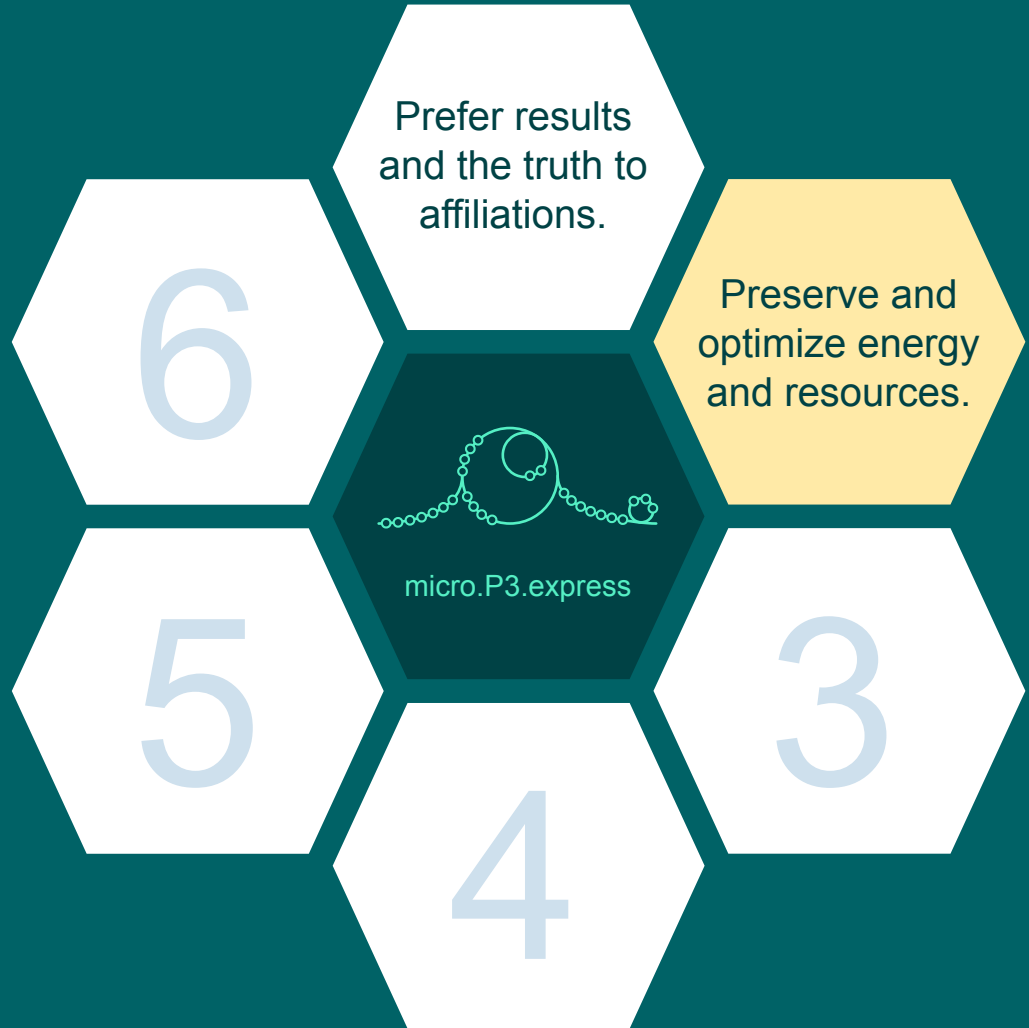 Prefer results
and the truth to
affiliations.
Preserve and
optimize energy
and resources.
6
micro.P3.express
5
3
4